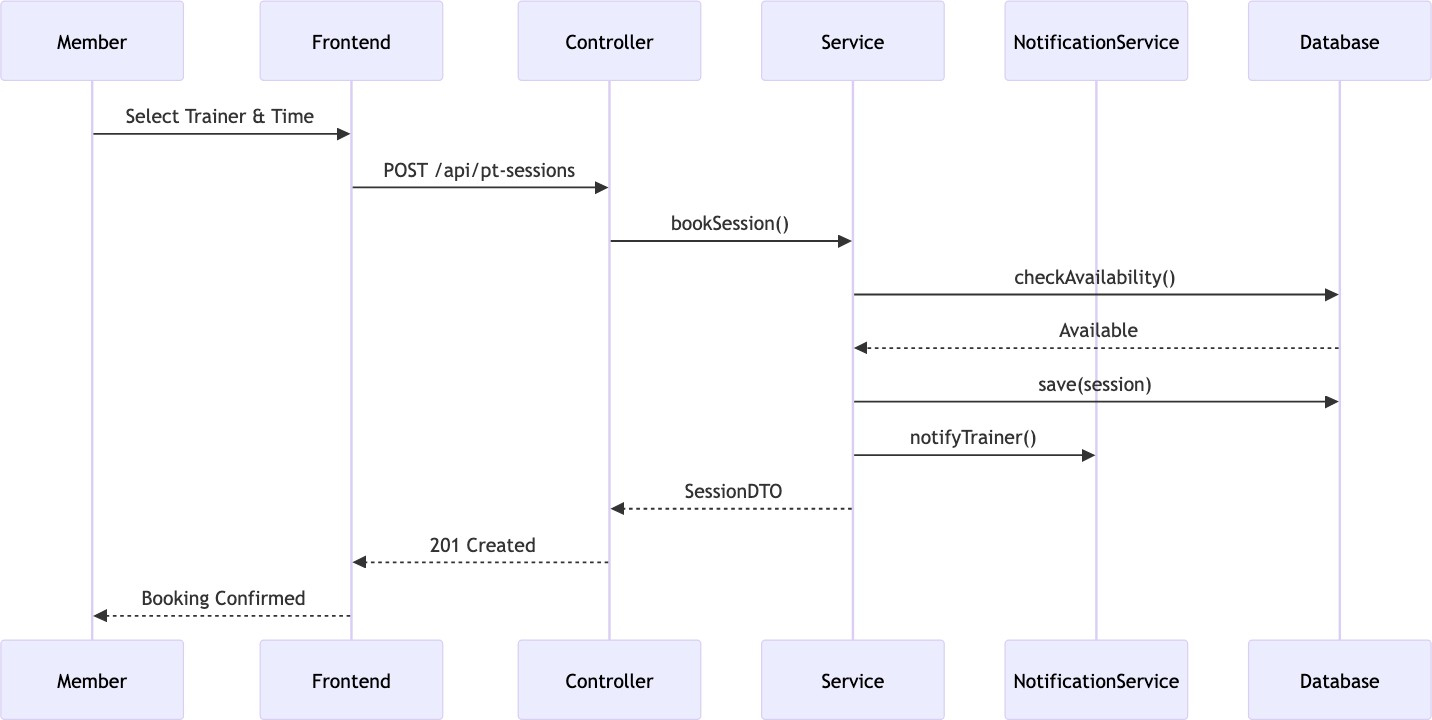 Member
Frontend
Controller
Service
NotificationService
Database
Select Trainer & Time
POST /api/pt-sessions
bookSession()
checkAvailability()
Available
save(session)
notifyTrainer()
SessionDTO
201 Created
Booking Confirmed
Member
Frontend
Controller
Service
NotificationService
Database